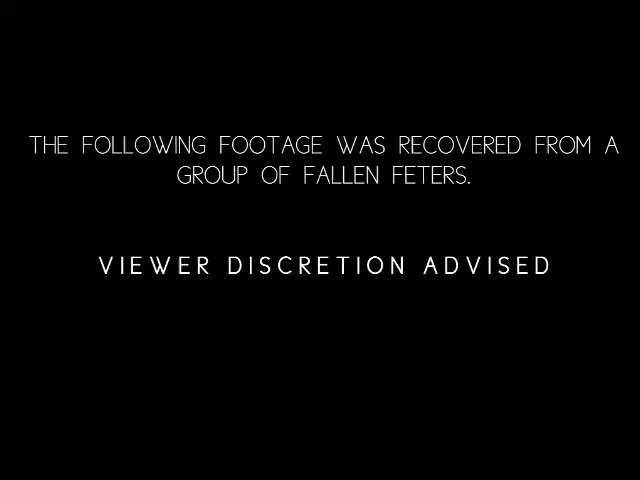 THE FOLLOWING FOOTAGE WAS RECOVERED FROM A
GROUP OF FALLEN FETERS.
VIEWER DISCRETION ADVISED